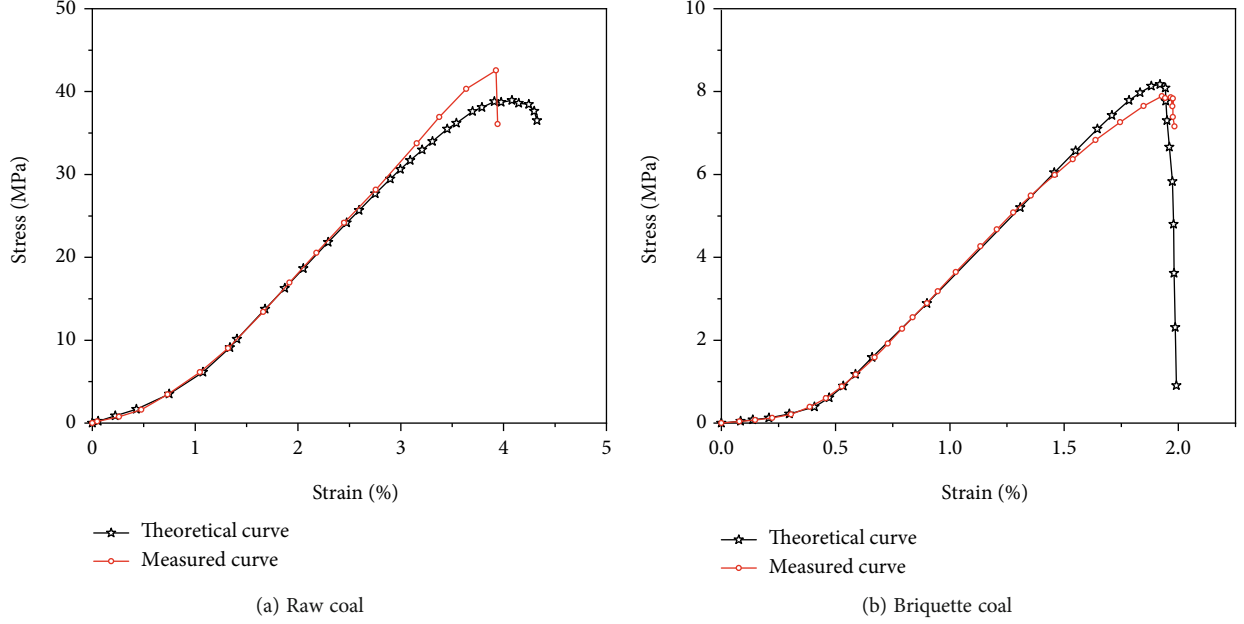 50
40
30
20
10
0
Stress (MPa)
0 1 2 3 4 5
Strain (%)
Theoretical curve
Measured curve
(a) Raw coal
10
8
6
4
2
0
Stress (MPa)
0.0 0.5 1.0 1.5 2.0
Strain (%)
Theoretical curve
Measured curve
(b) Briquette coal